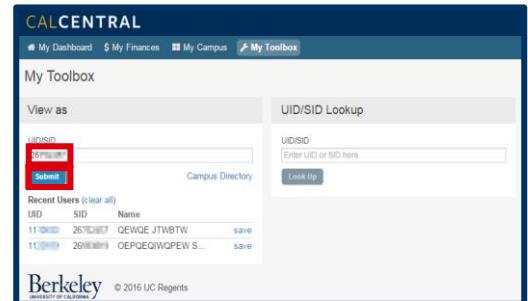 CALCENTRAL
My Dashboard $ My Finances My Campus My Toolbox
My Toolbox
View as
UID/SID
Submit
Campus Directory
Recent Users (clear all)
UID SID Name
QEWQE JTWBTW save
OEPQEQIWQPEW S... save
UID/SID Lookup
UID/SID
Enter UID or SID here
Look Up
Berkeley © 2016 UC Regents
UNIVERSITY OF CALIFORNIA